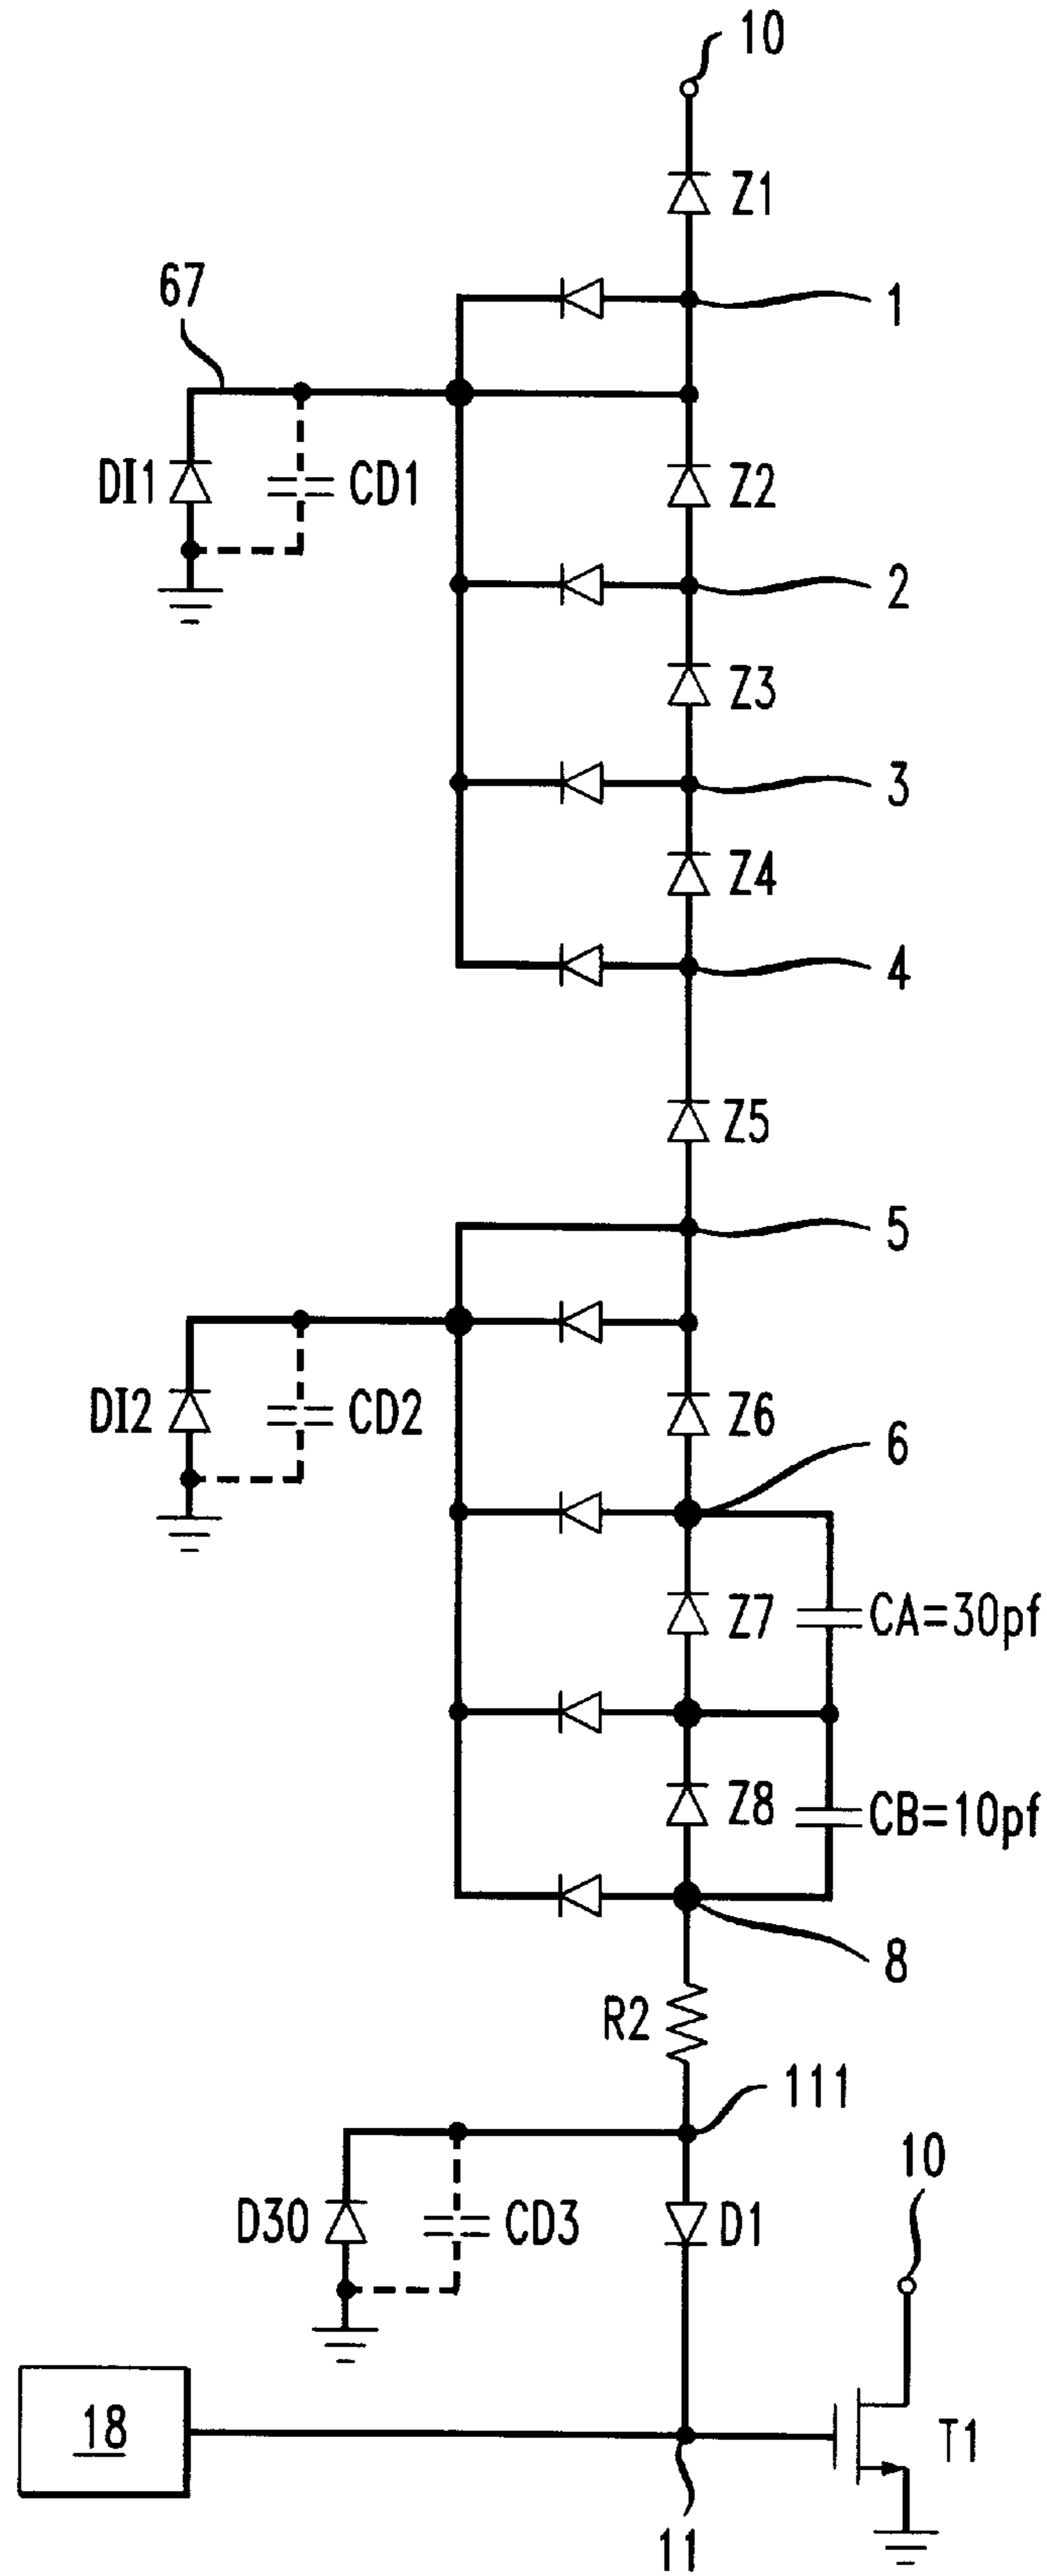 10
Z1
67
1
DI1
CD1
Z2
2
Z3
3
Z4
4
Z5
5
DI2
CD2
Z6
6
Z7
CA=30pf
Z8
CB=10pf
8
R2
111
10
D30
CD3
D1
18
T1
11